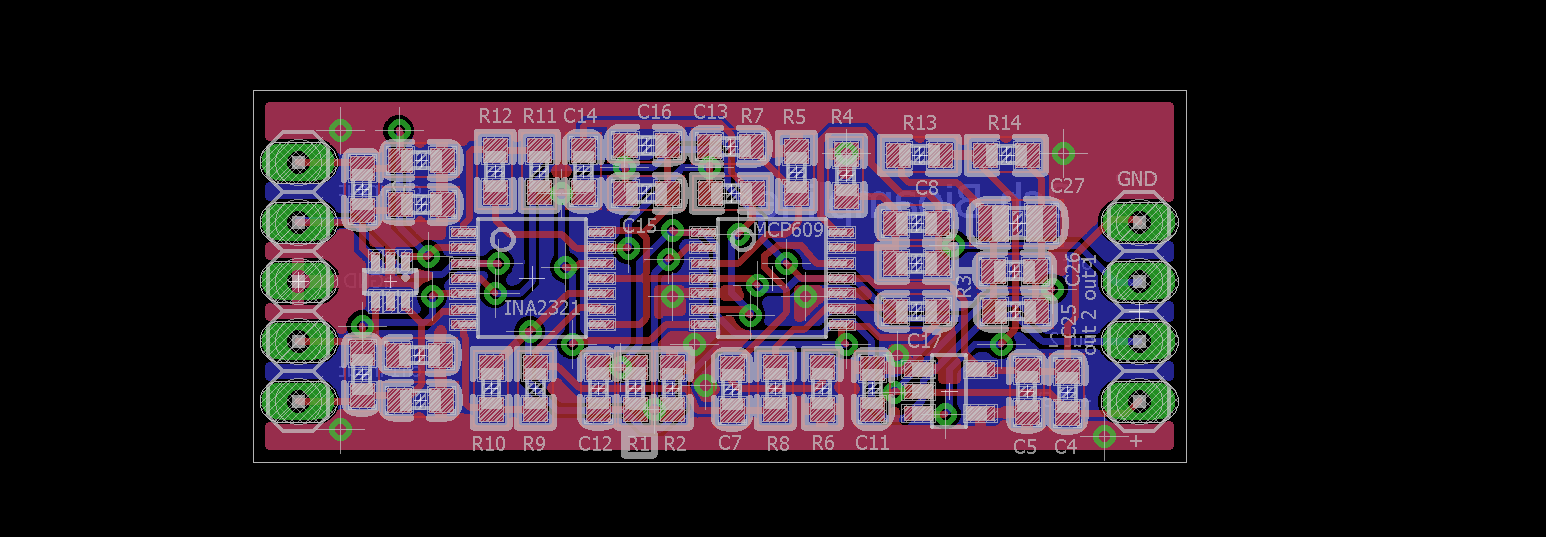 R12 R11 C14 C16 C13 R7 R5 R4 R13 R14
C8 C27 GND
C15 MCP609
C26
R3
out 1
INA2321
C25
out 2
C17
R10 R9 C12 R1 R2 C7 R8 R6 C11 C5 C4 +